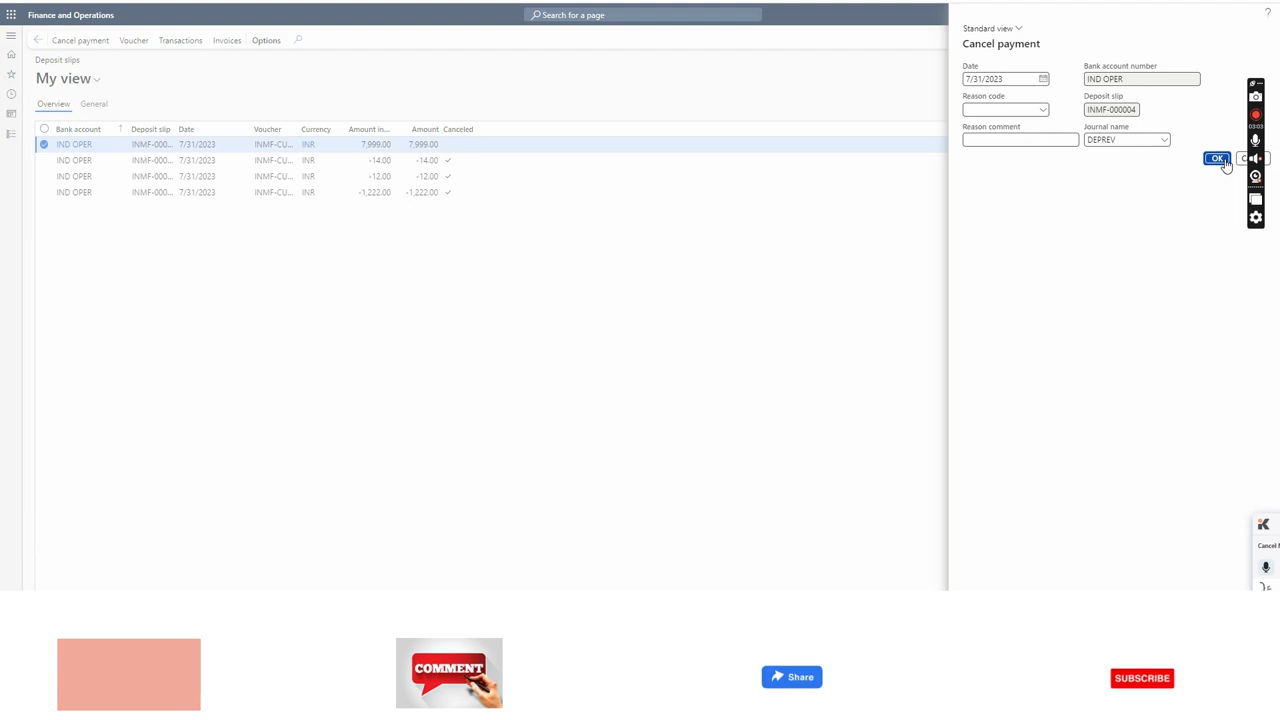 Finance and Operations
Search for a page
?
Standard view
Cancel payment Voucher Transactions Invoices Options
Cancel payment
Deposit slips
My view
Date
Bank account number
7/31/2023
IND OPER
Reason code
Deposit slip
INMF-000004
Overview General
Reason comment
Journal name
DEPREV
OK
Bank account Deposit slip Date Voucher Currency Amount in... Amount Canceled
IND OPER INMF-000... 7/31/2023 INMF-CU... INR 7,999.00 7,999.00
IND OPER INMF-000... 7/31/2023 INMF-CU... INR -14.00 -14.00
IND OPER INMF-000... 7/31/2023 INMF-CU... INR -12.00 -12.00
IND OPER INMF-000... 7/31/2023 INMF-CU... INR -1,222.00 -1,222.00
03:03
COMMENT
Share
SUBSCRIBE